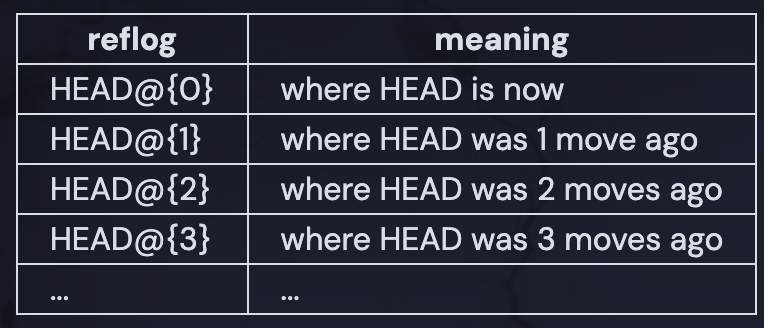 reflog meaning
HEAD@{0} where HEAD is now
HEAD@{1} where HEAD was 1 move ago
HEAD@{2} where HEAD was 2 moves ago
HEAD@{3} where HEAD was 3 moves ago
... ...